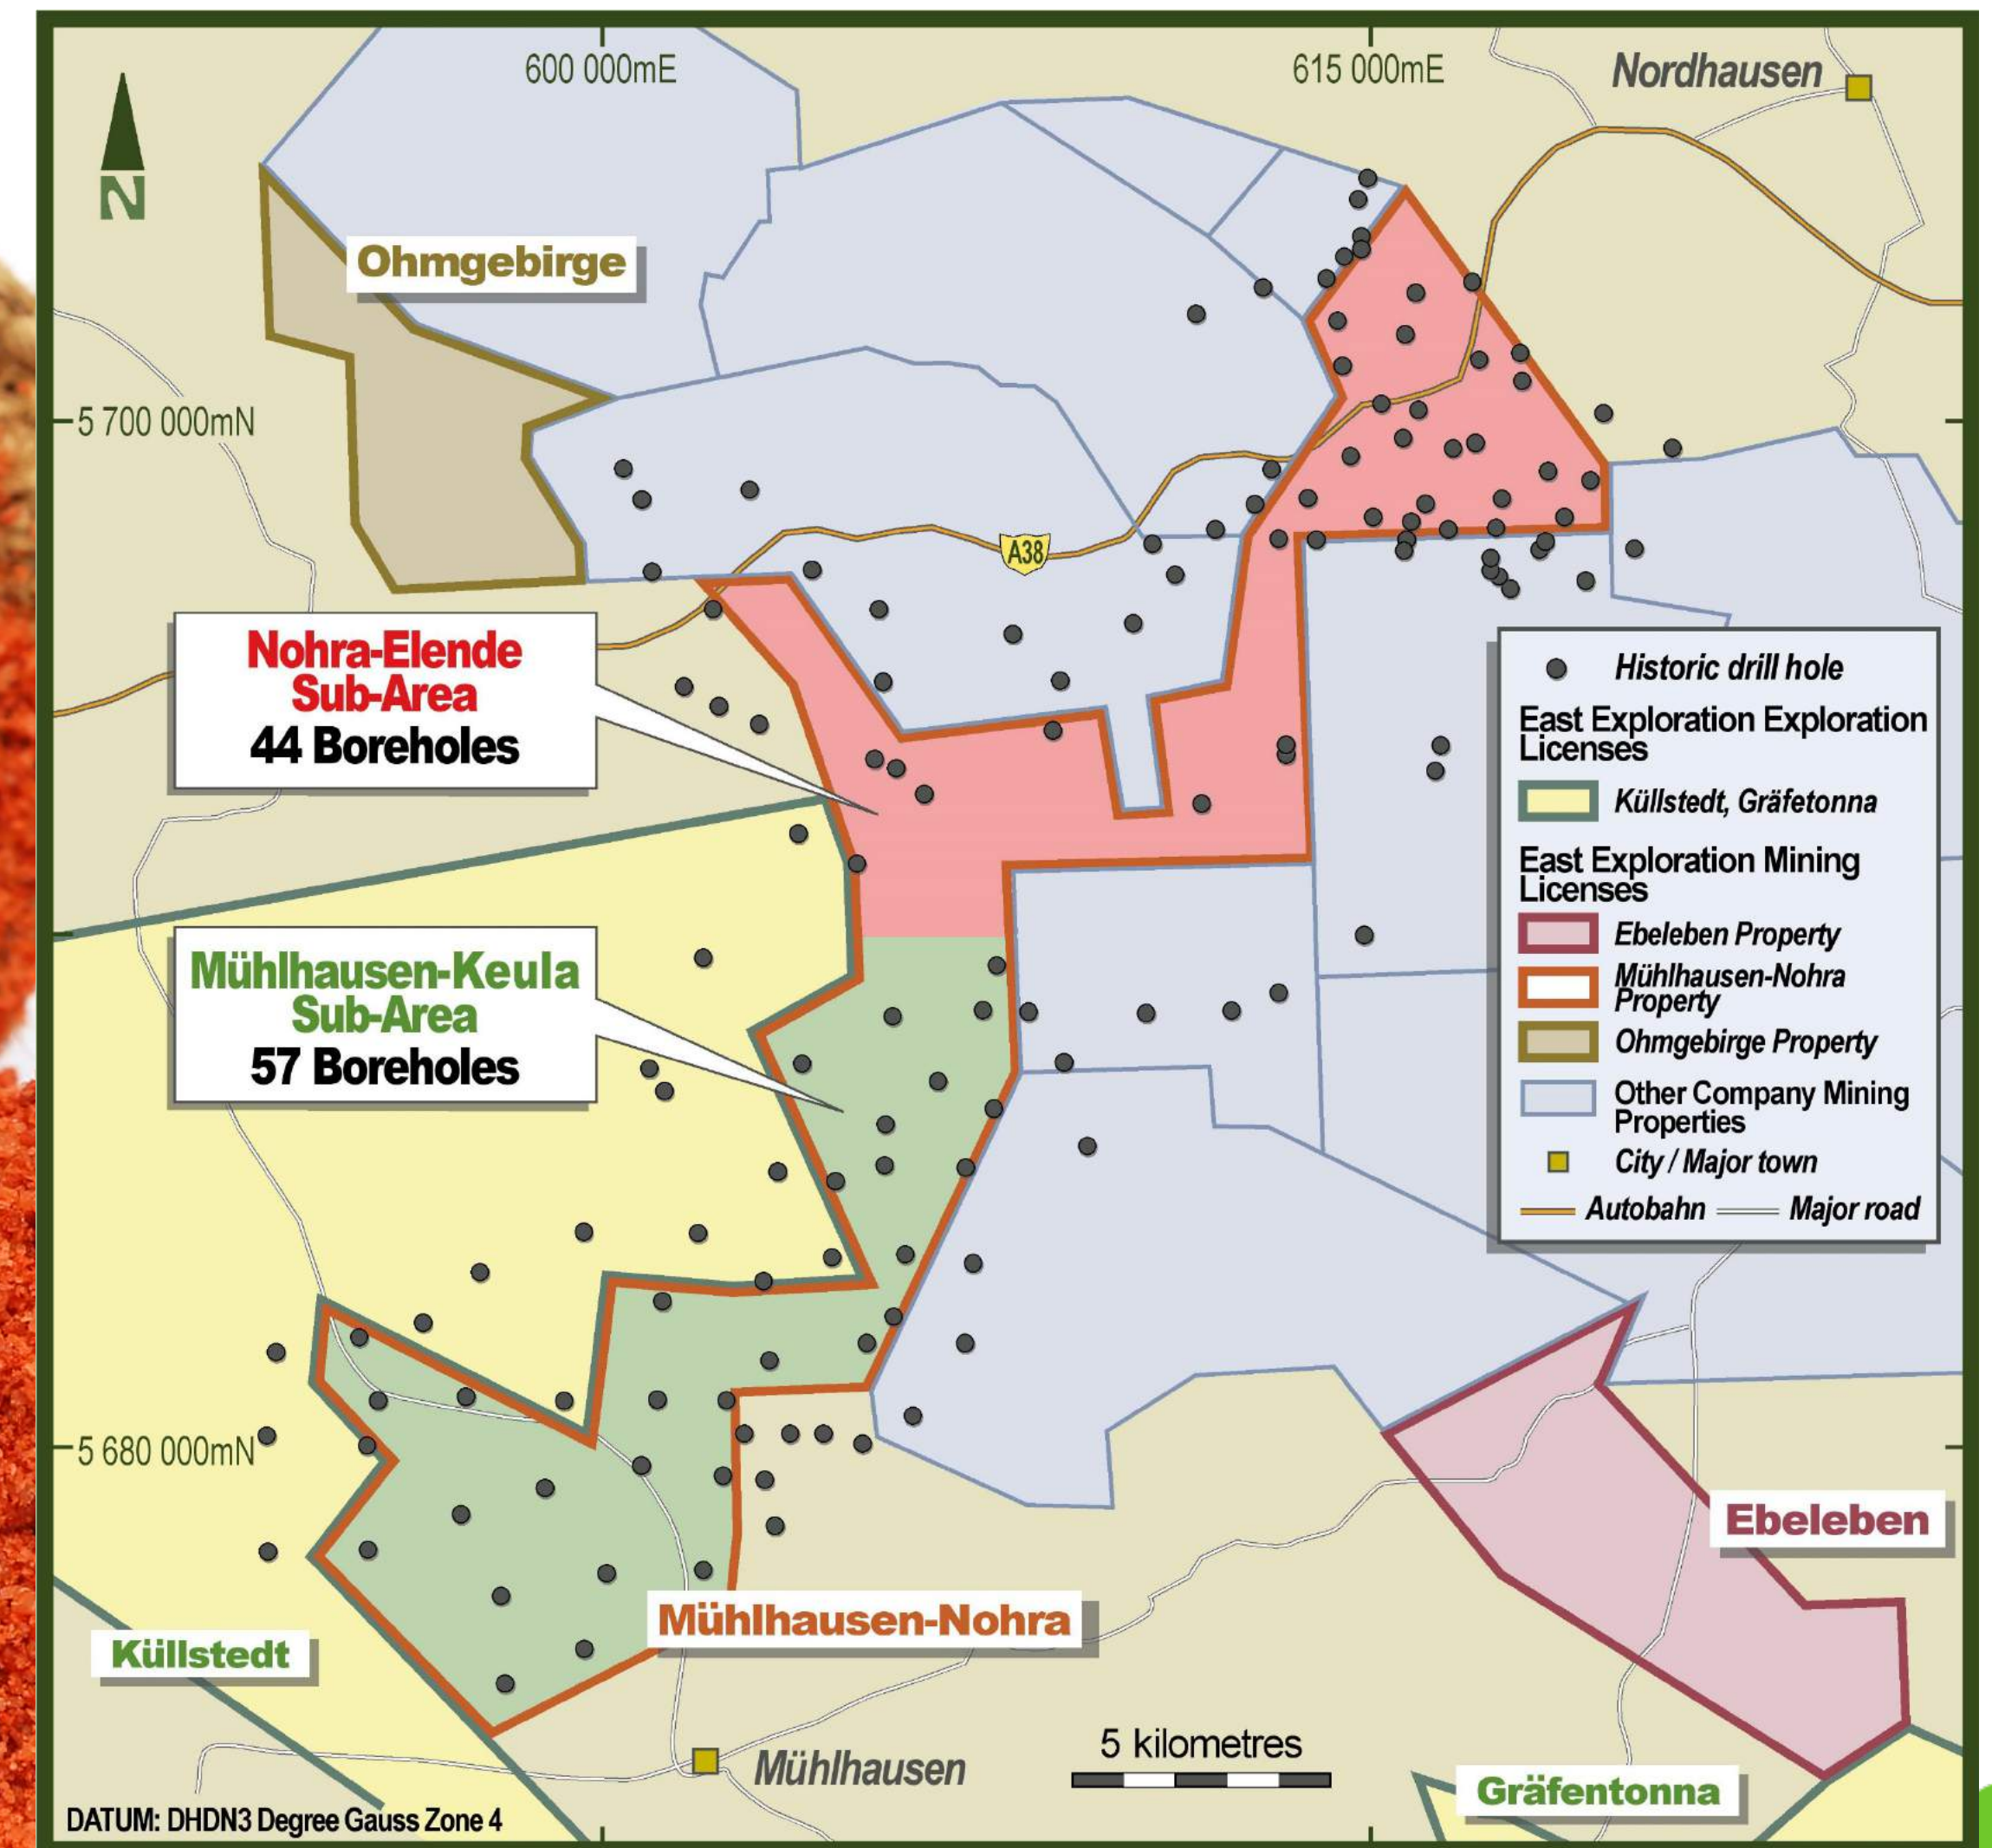 600 000mE
615 000mE
Nordhausen
N
Ohmgebirge
5 700 000mN
A38
Nohra-Elende
Sub-Area
44 Boreholes
Mühlhausen-Keula
Sub-Area
57 Boreholes
Historic drill hole
East Exploration Exploration
Licenses
Küllstedt, Gräfetonna
East Exploration Mining
Licenses
Ebeleben Property
Mühlhausen-Nohra
Property
Ohmgebirge Property
Other Company Mining
Properties
City / Major town
Autobahn
Major road
5 680 000mN
Ebeleben
Mühlhausen-Nohra
Küllstedt
5 kilometres
Mühlhausen
Gräfentonna
DATUM: DHDN3 Degree Gauss Zone 4